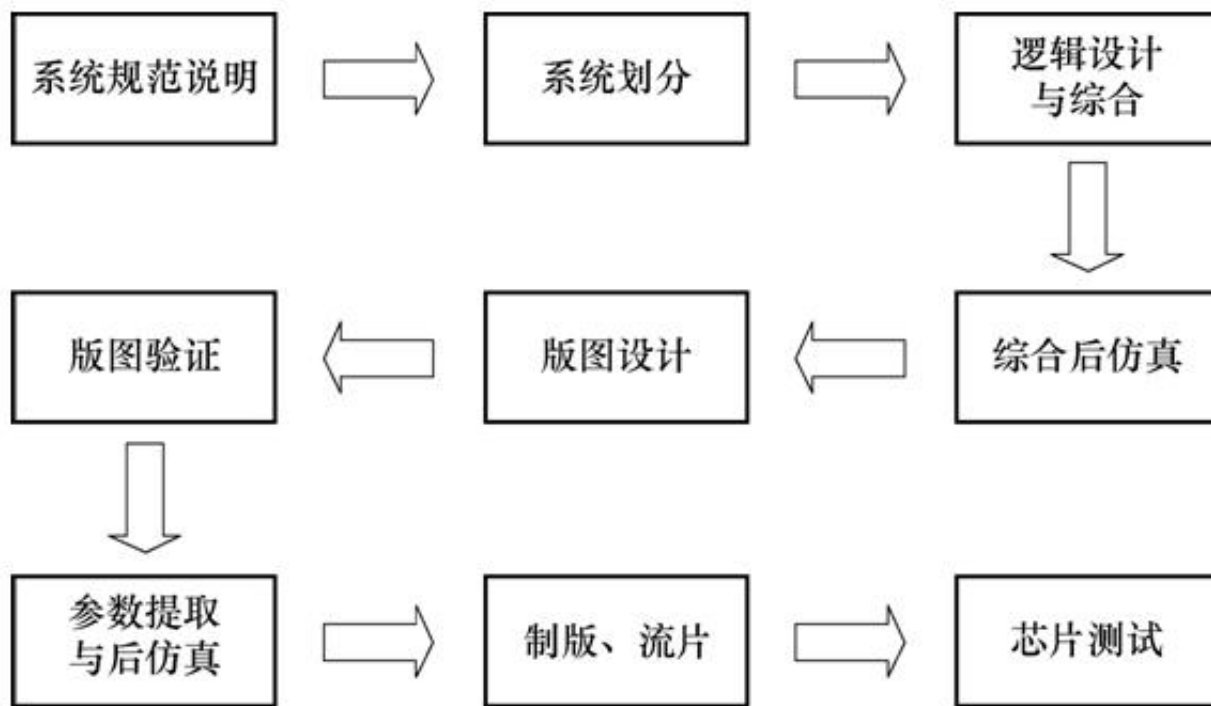 系统规范说明
系统划分
逻辑设计
与综合
综合后仿真
版图设计
版图验证
参数提取
与后仿真
制版、流片
芯片测试